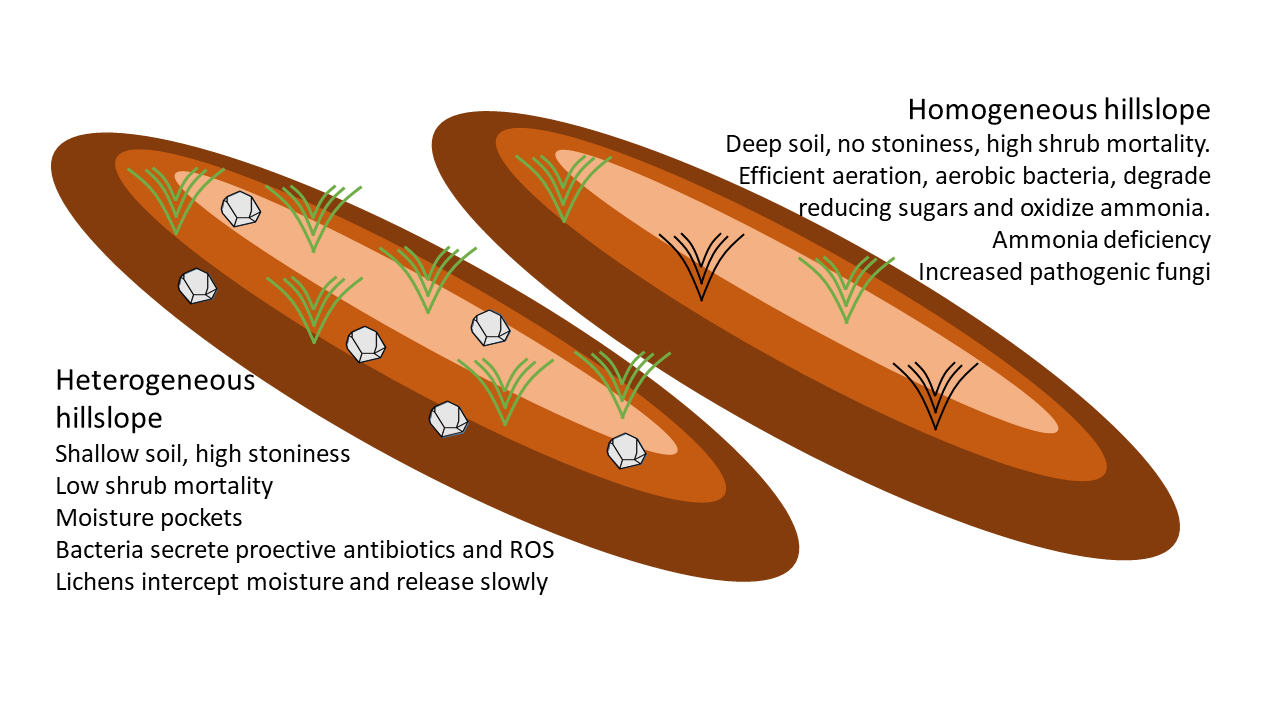 Homogeneous hillslope
Deep soil, no stoniness, high shrub mortality.
Efficient aeration, aerobic bacteria, degrade
reducing sugars and oxidize ammonia.
Ammonia deficiency
Increased pathogenic fungi
Heterogeneous
hillslope
Shallow soil, high stoniness
Low shrub mortality
Moisture pockets
Bacteria secrete proective antibiotics and ROS
Lichens intercept moisture and release slowly